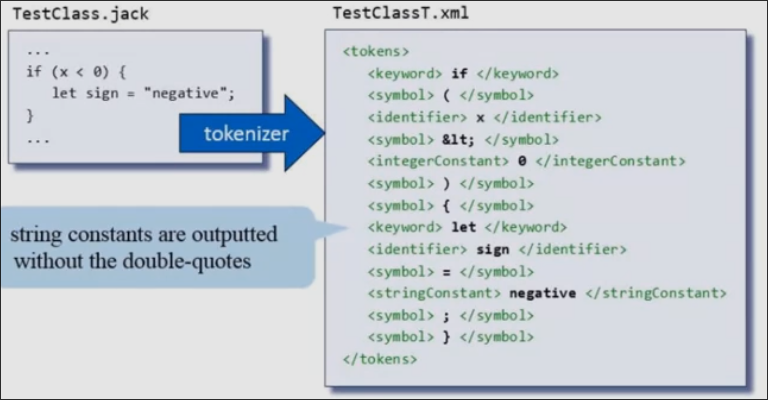 TestClass.jack
...
if (x < 0) {
let sign = "negative";
}
...
tokenizer
string constants are outputted
without the double-quotes
TestClassT.xml
<tokens>
<keyword> if </keyword>
<symbol> ( </symbol>
<identifier> x </identifier>
<symbol> &lt; </symbol>
<integerConstant> 0 </integerConstant>
<symbol> ) </symbol>
<symbol> { </symbol>
<keyword> let </keyword>
<identifier> sign </identifier>
<symbol> = </symbol>
<stringConstant> negative </stringConstant>
<symbol> ; </symbol>
<symbol> } </symbol>
</tokens>